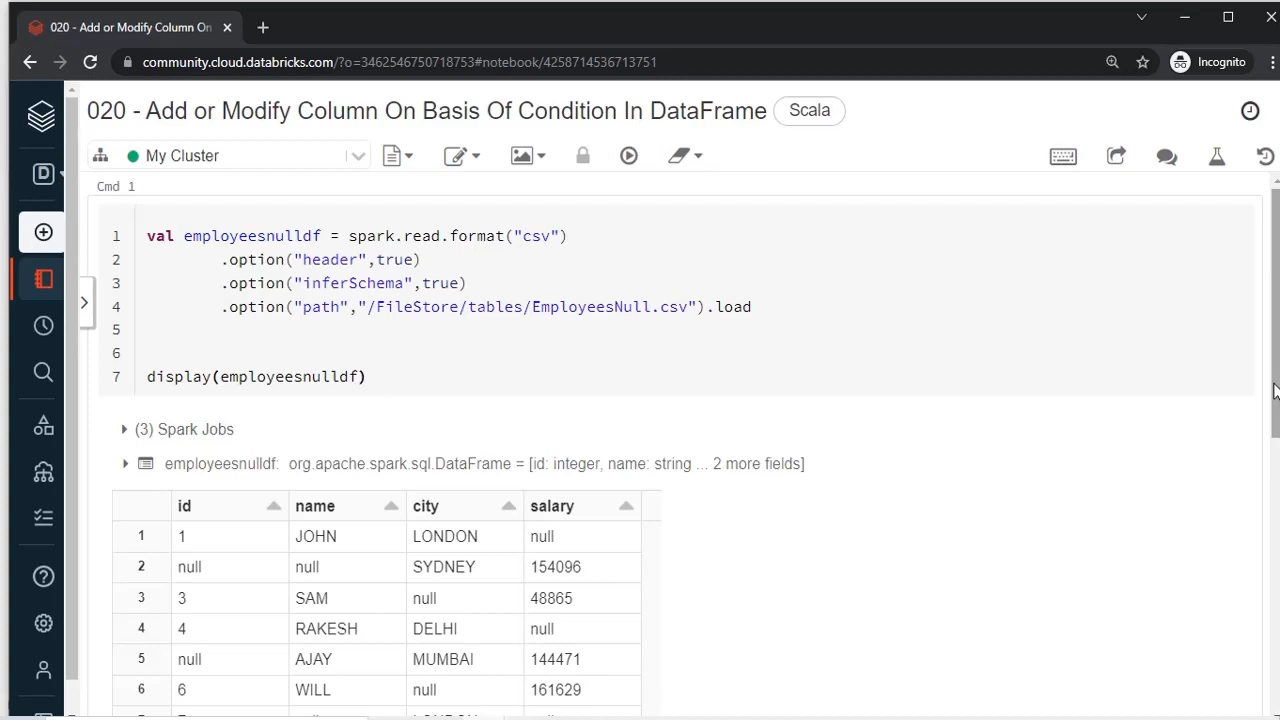 020 - Add or Modify Column On
community.cloud.databricks.com/?o=3462546750718753#notebook/4258714536713751
Incognito
020 - Add or Modify Column On Basis Of Condition In DataFrame Scala
D
My Cluster
Cmd 1
1 val employeesnulldf = spark.read.format("csv")
2 .option("header",true)
3 .option("inferSchema",true)
4 .option("path","/FileStore/tables/EmployeesNull.csv").load
5
6
7 display(employeesnulldf)
(3) Spark Jobs
employeesnulldf: org.apache.spark.sql.DataFrame = [id: integer, name: string ... 2 more fields]
id name city salary
1 1 JOHN LONDON null
2 null null SYDNEY 154096
3 3 SAM null 48865
4 4 RAKESH DELHI null
5 null AJAY MUMBAI 144471
6 6 WILL null 161629